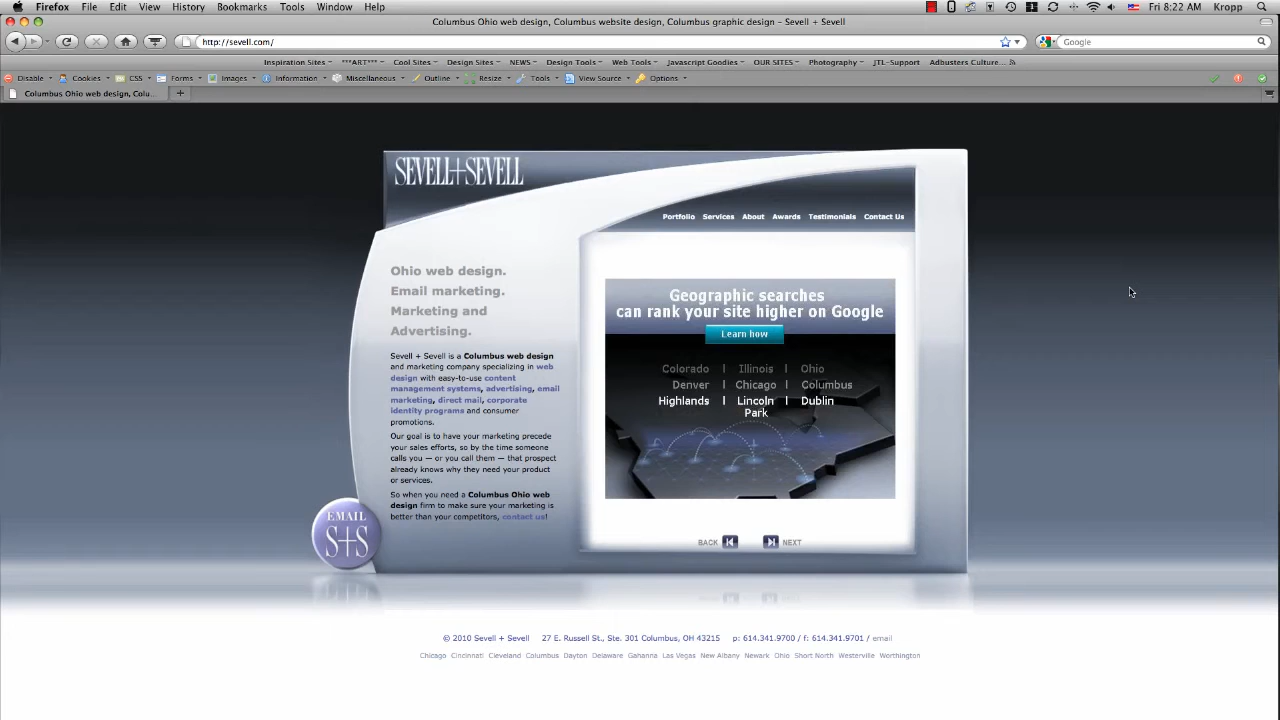 Firefox File Edit View History Bookmarks Tools Window Help Fri 8:22 AM Kropp
Columbus Ohio web design, Columbus website design, Columbus graphic design – Sevell + Sevell
http://sevell.com/ Google
Inspiration Sites ***ART*** Cool Sites Design Sites NEWS Design Tools Web Tools Javascript Goodies OUR SITES Photography JTL-Support Adbusters Culture...
Disable Cookies CSS Forms Images Information Miscellaneous Outline Resize Tools View Source Options
Columbus Ohio web design, Colu...
SEVELL+SEVELL
Portfolio Services About Awards Testimonials Contact Us
Ohio web design.
Email marketing.
Marketing and
Advertising.
Sevell + Sevell is a Columbus web design
and marketing company specializing in web
design with easy-to-use content
management systems, advertising, email
marketing, direct mail, corporate
identity programs and consumer
promotions.
Our goal is to have your marketing precede
your sales efforts, so by the time someone
calls you — or you call them — that prospect
already knows why they need your product
or services.
So when you need a Columbus Ohio web
design firm to make sure your marketing is
better than your competitors, contact us!
EMAIL
S+S
Geographic searches
can rank your site higher on Google
Learn how
Colorado | Illinois | Ohio
Denver | Chicago | Columbus
Highlands | Lincoln | Dublin
Park
BACK NEXT
© 2010 Sevell + Sevell 27 E. Russell St., Ste. 301 Columbus, OH 43215 p: 614.341.9700 / f: 614.341.9701 / email
Chicago Cincinnati Cleveland Columbus Dayton Delaware Gahanna Las Vegas New Albany Newark Ohio Short North Westerville Worthington